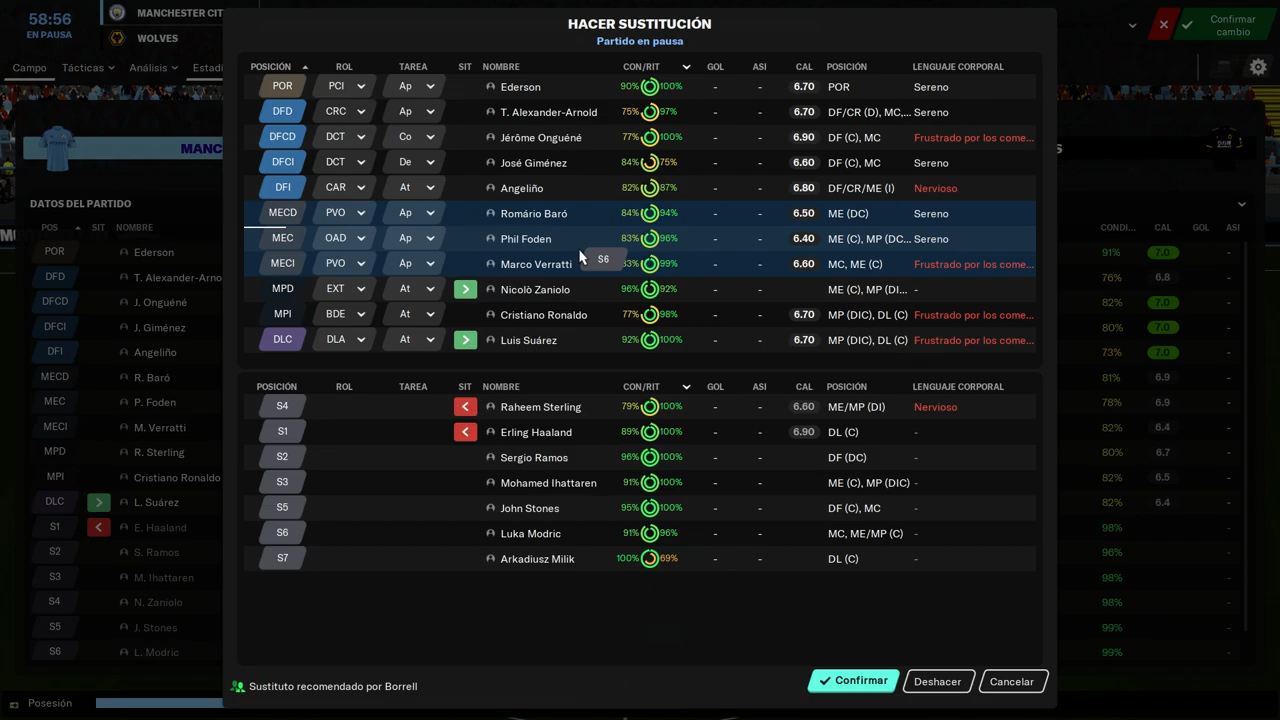 58:56
EN PAUSA
MANCHESTER CIT
WOLVES
Campo Tácticas Análisis Estadí
Confirmar
cambio
HACER SUSTITUCIÓN
Partido en pausa
POSICIÓN ROL TAREA SIT NOMBRE CON/RIT GOL ASI CAL POSICIÓN LENGUAJE CORPORAL
POR PCI Ap Ederson 90% 100% - - 6.70 POR Sereno
DFD CRC Ap T. Alexander-Arnold 75% 97% - - 6.70 DF/CR (D), MC,... Sereno
DFCD DCT Co Jérôme Onguéné 77% 100% - - 6.90 DF (C), MC Frustrado por los come...
DFCI DCT De José Giménez 84% 75% - - 6.60 DF (C), MC Sereno
DFI CAR At Angeliño 82% 87% - - 6.80 DF/CR/ME (I) Nervioso
MECD PVO Ap Romário Baró 84% 94% - - 6.50 ME (DC) Sereno
MEC OAD Ap Phil Foden 83% 96% - - 6.40 ME (C), MP (DC... Sereno
MECI PVO Ap Marco Verratti 83% 99% - - 6.60 MC, ME (C) Frustrado por los come...
S6
MPD EXT At Nicolò Zaniolo 96% 92% - - ME (C), MP (DI... -
MPI BDE At Cristiano Ronaldo 77% 98% - - 6.70 MP (DIC), DL (C) Frustrado por los come...
DLC DLA At Luis Suárez 92% 100% - - 6.70 MP (DIC), DL (C) Frustrado por los come...
POSICIÓN ROL TAREA SIT NOMBRE CON/RIT GOL ASI CAL POSICIÓN LENGUAJE CORPORAL
S4 Raheem Sterling 79% 100% - - 6.60 ME/MP (DI) Nervioso
S1 Erling Haaland 89% 100% - - 6.90 DL (C) -
S2 Sergio Ramos 96% 100% - - DF (DC) -
S3 Mohamed Ihattaren 91% 100% - - ME (C), MP (DIC) -
S5 John Stones 95% 100% - - DF (C), MC -
S6 Luka Modric 91% 96% - - MC, ME/MP (C) -
S7 Arkadiusz Milik 100% 69% - - DL (C) -
Sustituto recomendado por Borrell
Confirmar Deshacer Cancelar
MANC
DATOS DEL PARTIDO
POS SIT NOMBRE
POR Ederson
DFD T. Alexander-Arno
DFCD J. Onguéné
DFCI J. Giménez
DFI Angeliño
MECD R. Baró
MEC P. Foden
MECI M. Verratti
MPD R. Sterling
MPI Cristiano Ronaldo
DLC L. Suárez
S1 E. Haaland
S2 S. Ramos
S3 M. Ihattaren
S4 N. Zaniolo
S5 J. Stones
S6 L. Modric
Posesión
S
CONDI... CAL GOL ASI
91% 7.0 - -
76% 6.8 - -
82% 7.0 - -
80% 7.0 - -
73% 7.0 - -
81% 6.9 - -
78% 6.9 - -
82% 6.4 - -
80% 6.7 - -
82% 6.5 - -
82% 6.4 - -
98% -
96% -
98% -
98% -
99% -
99% -